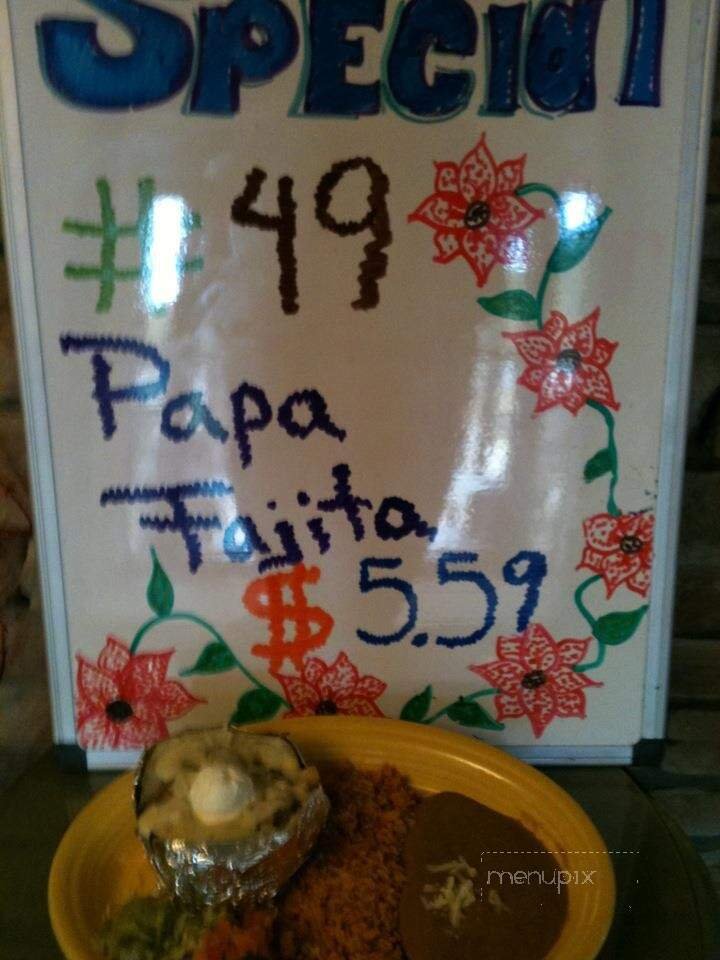 SPECIAl
# 49
Papa
Fajita
$ 5.59
menupix